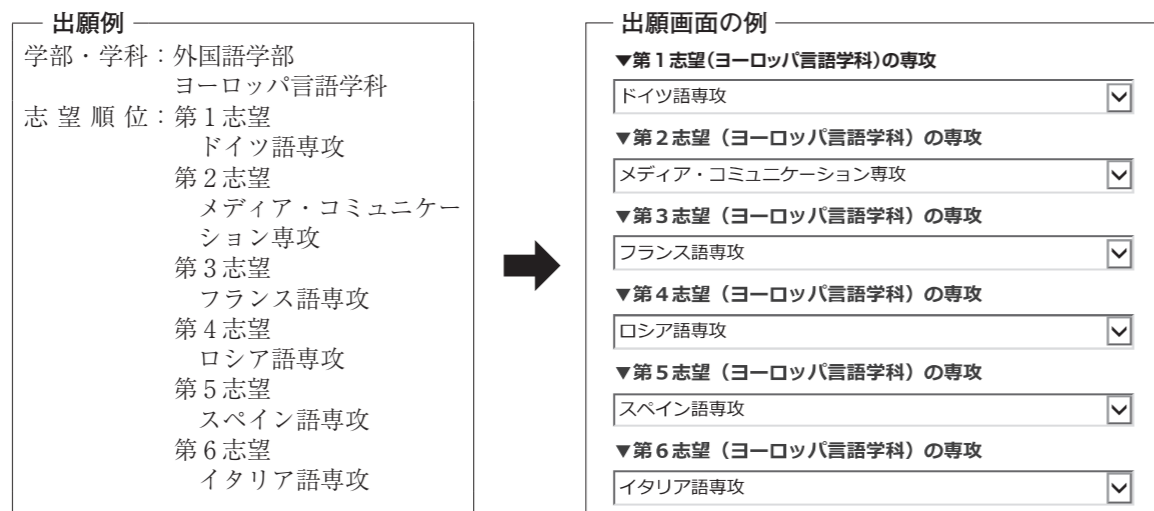 出願例
学部・学科：外国語学部
ヨーロッパ言語学科
志望順位：第１志望
ドイツ語専攻
第２志望
メディア・コミュニケー
ション専攻
第３志望
フランス語専攻
第４志望
ロシア語専攻
第５志望
スペイン語専攻
第６志望
イタリア語専攻
出願画面の例
▼第１志望(ヨーロッパ言語学科)の専攻
ドイツ語専攻
▼第２志望（ヨーロッパ言語学科）の専攻
メディア・コミュニケーション専攻
▼第３志望（ヨーロッパ言語学科）の専攻
フランス語専攻
▼第４志望（ヨーロッパ言語学科）の専攻
ロシア語専攻
▼第５志望（ヨーロッパ言語学科）の専攻
スペイン語専攻
▼第６志望（ヨーロッパ言語学科）の専攻
イタリア語専攻